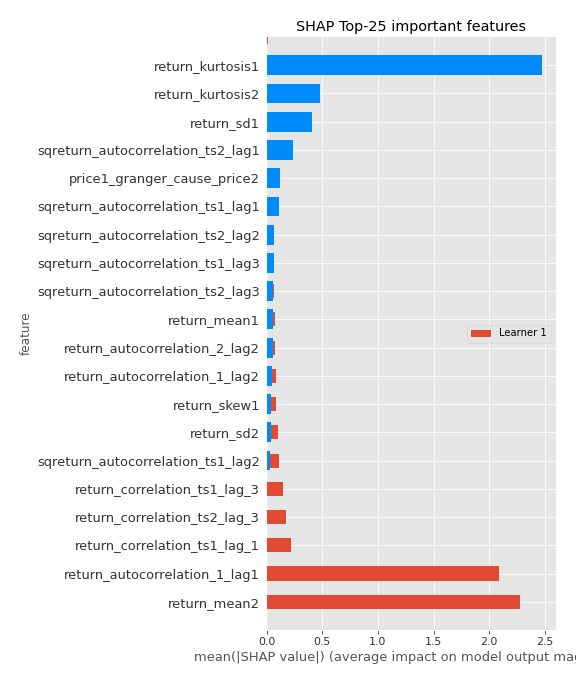 SHAP Top-25 important features
return_kurtosis1
return_kurtosis2
return_sd1
sqreturn_autocorrelation_ts2_lag1
price1_granger_cause_price2
sqreturn_autocorrelation_ts1_lag1
sqreturn_autocorrelation_ts2_lag2
sqreturn_autocorrelation_ts1_lag3
sqreturn_autocorrelation_ts2_lag3
return_mean1
return_autocorrelation_2_lag2
return_autocorrelation_1_lag2
return_skew1
return_sd2
sqreturn_autocorrelation_ts1_lag2
return_correlation_ts1_lag_3
return_correlation_ts2_lag_3
return_correlation_ts1_lag_1
return_autocorrelation_1_lag1
return_mean2
feature
Learner 1
0.0 0.5 1.0 1.5 2.0 2.5
mean(|SHAP value|) (average impact on model output mag